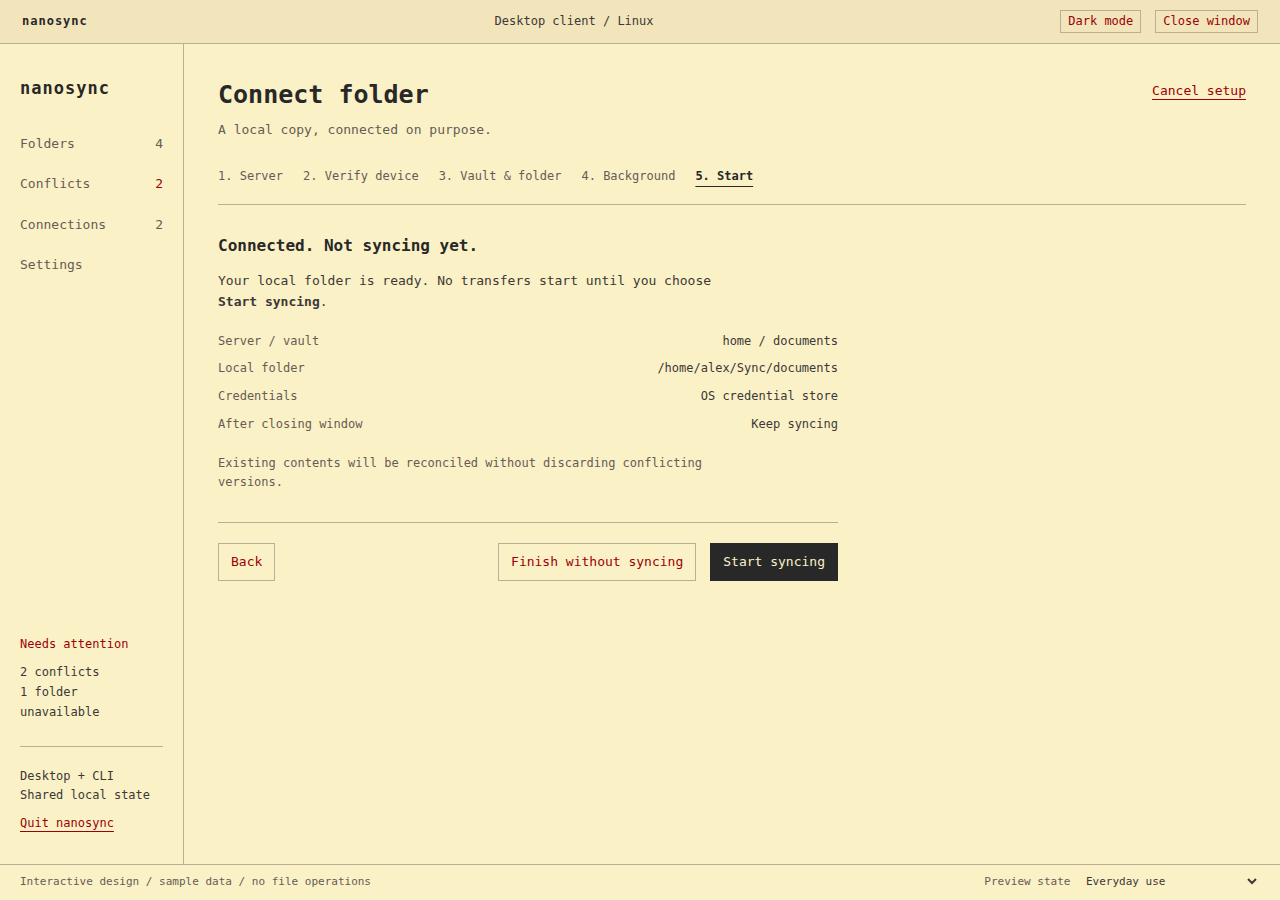 nanosync
Desktop client / Linux
Dark mode
Close window
nanosync
Folders 4
Conflicts 2
Connections 2
Settings
Needs attention
2 conflicts
1 folder
unavailable
Desktop + CLI
Shared local state
Quit nanosync
Connect folder
Cancel setup
A local copy, connected on purpose.
1. Server 2. Verify device 3. Vault & folder 4. Background 5. Start
Connected. Not syncing yet.
Your local folder is ready. No transfers start until you choose
Start syncing.
Server / vault home / documents
Local folder /home/alex/Sync/documents
Credentials OS credential store
After closing window Keep syncing
Existing contents will be reconciled without discarding conflicting
versions.
Back
Finish without syncing
Start syncing
Interactive design / sample data / no file operations
Preview state Everyday use